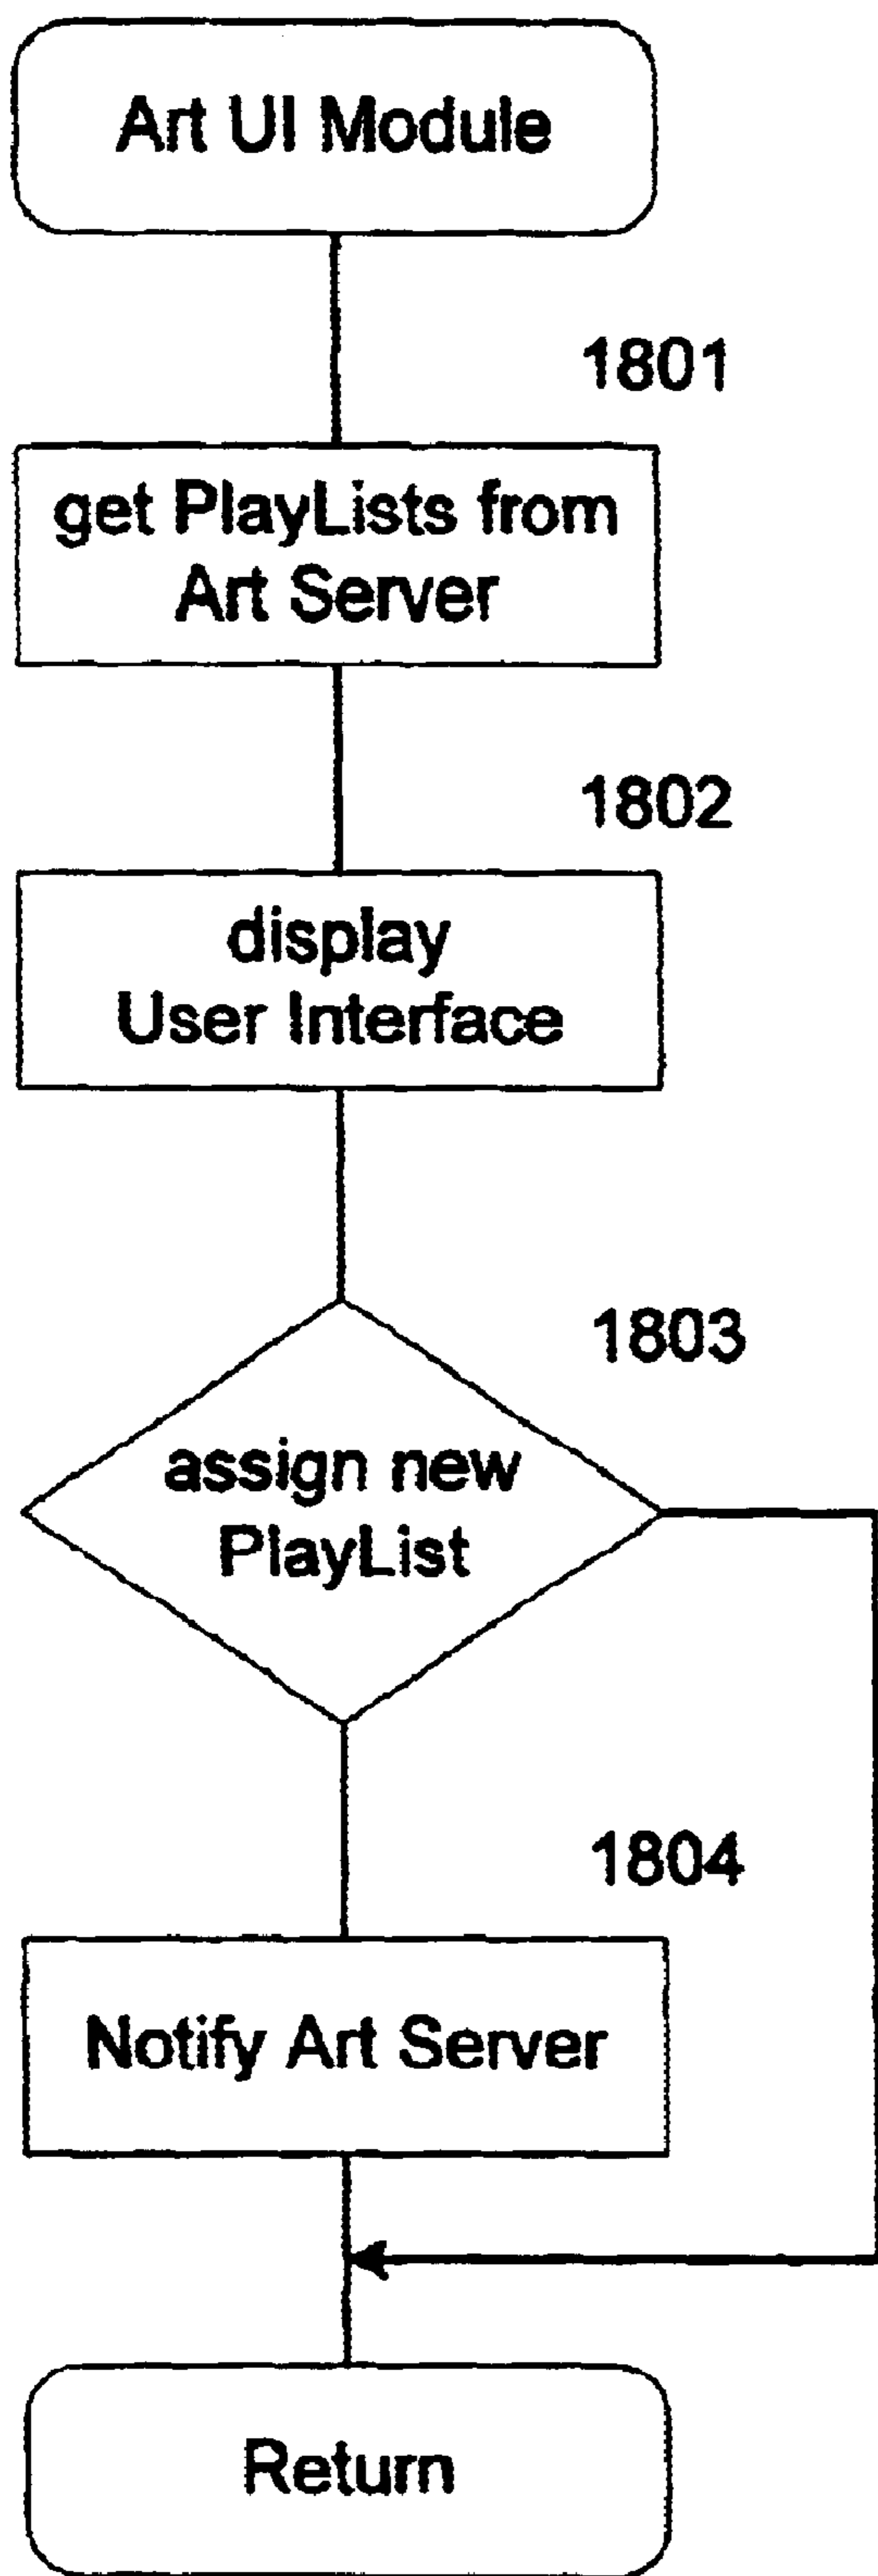 Art UI Module
1801
get PlayLists from
Art Server
1802
display
User Interface
1803
assign new
PlayList
1804
Notify Art Server
Return